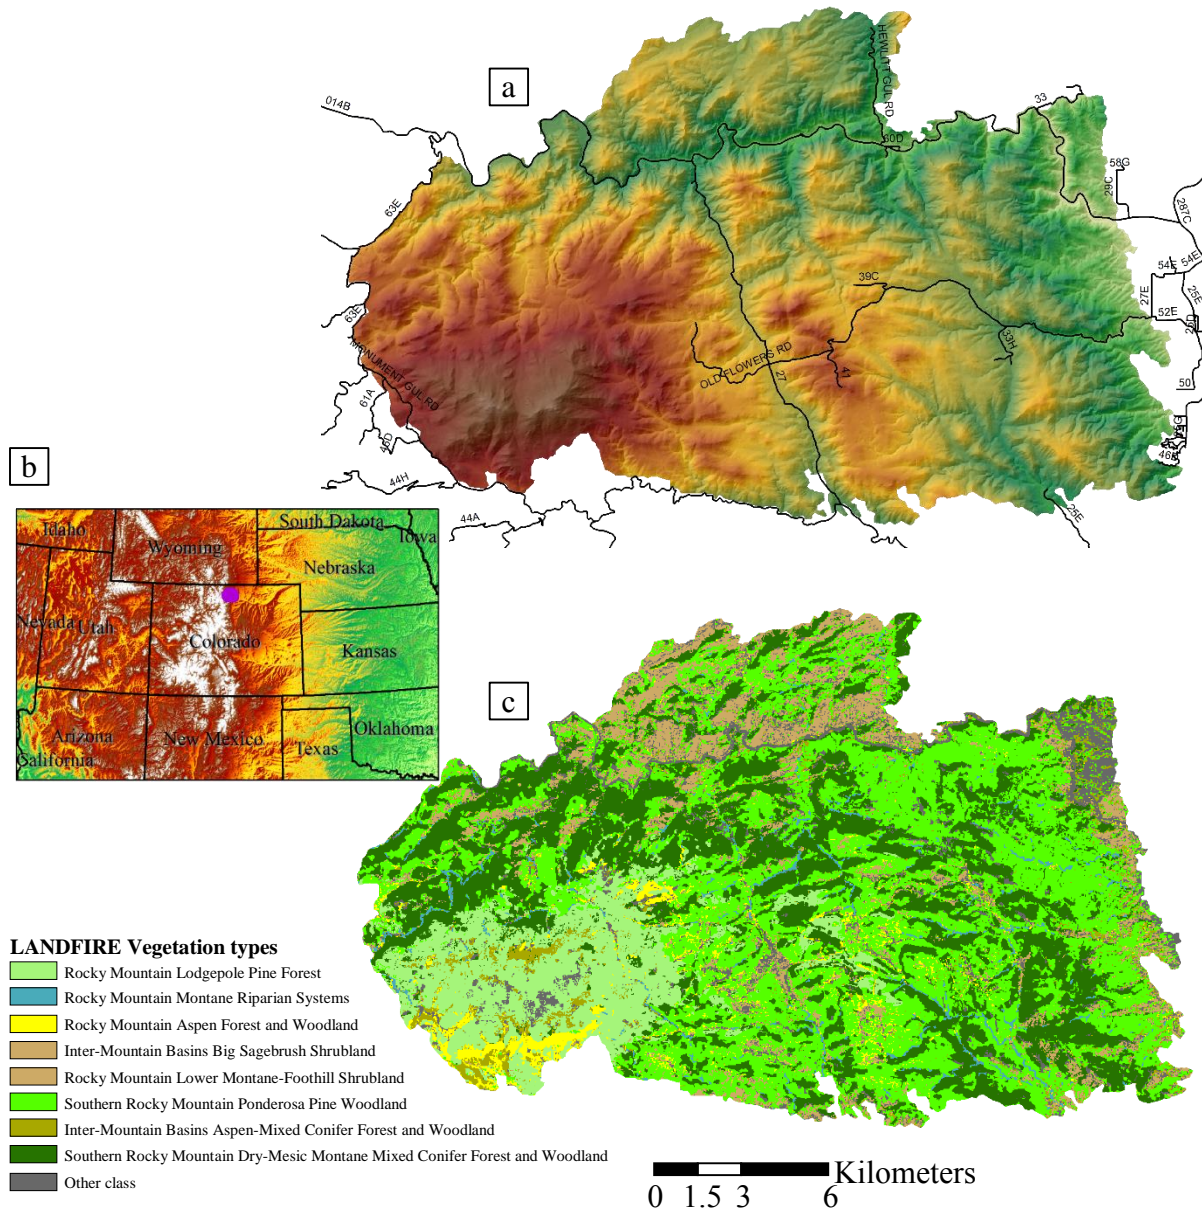 a
HEWLITT GUL RD
014B
33
60D
58G
29C
287C
63E
54E
54E
39C
27E
25E
52E
63E
33H
MONUMENT GUL RD
OLD FLOWERS RD
27
41
50
61A
46D
44H
44A
25E
b
Idaho
South Dakota
Iowa
Wyoming
Nebraska
Nevada
Utah
Colorado
Kansas
Arizona
New Mexico
Oklahoma
California
Texas
c
LANDFIRE Vegetation types
Rocky Mountain Lodgepole Pine Forest
Rocky Mountain Montane Riparian Systems
Rocky Mountain Aspen Forest and Woodland
Inter-Mountain Basins Big Sagebrush Shrubland
Rocky Mountain Lower Montane-Foothill Shrubland
Southern Rocky Mountain Ponderosa Pine Woodland
Inter-Mountain Basins Aspen-Mixed Conifer Forest and Woodland
Southern Rocky Mountain Dry-Mesic Montane Mixed Conifer Forest and Woodland
Other class
Kilometers
0 1.5 3 6